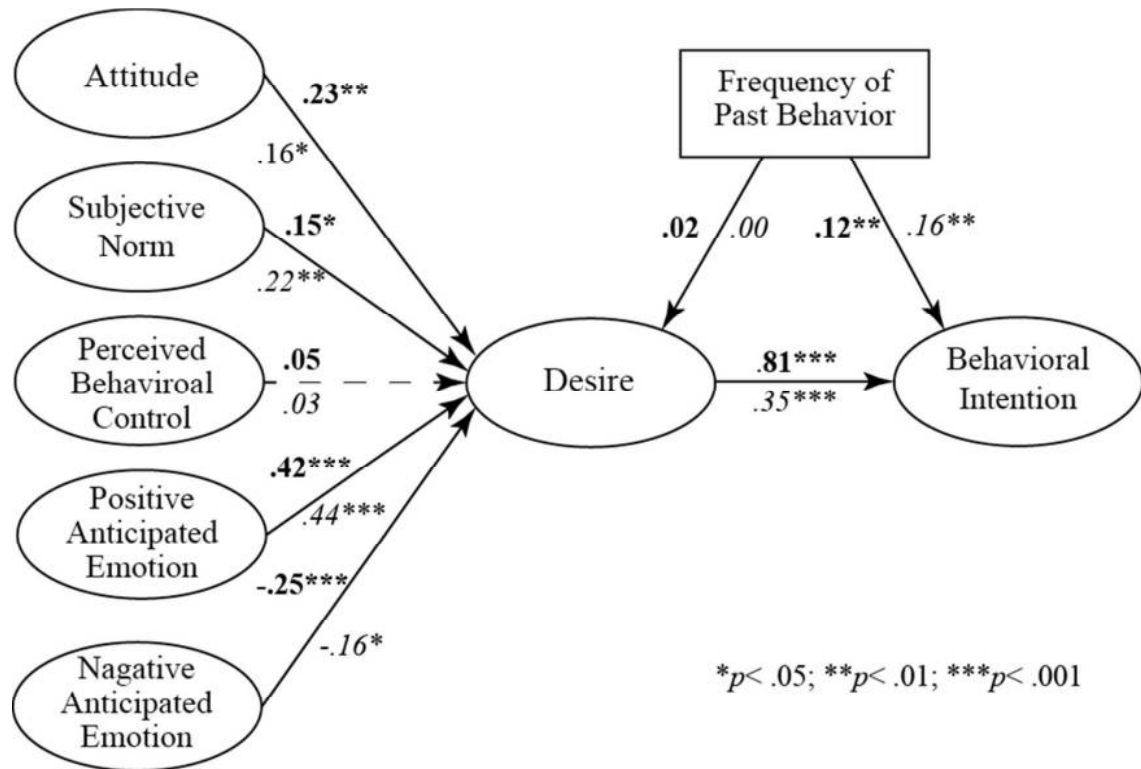 Attitude
.23**
.16*
Subjective
Norm
.15*
.22**
Perceived
Behaviroal
Control
.05
.03
Positive
Anticipated
Emotion
.42***
.44***
Nagative
Anticipated
Emotion
-.25***
-.16*
Frequency of
Past Behavior
.02 .00
.12** .16**
Desire
.81***
.35***
Behavioral
Intention
*p< .05; **p< .01; ***p< .001